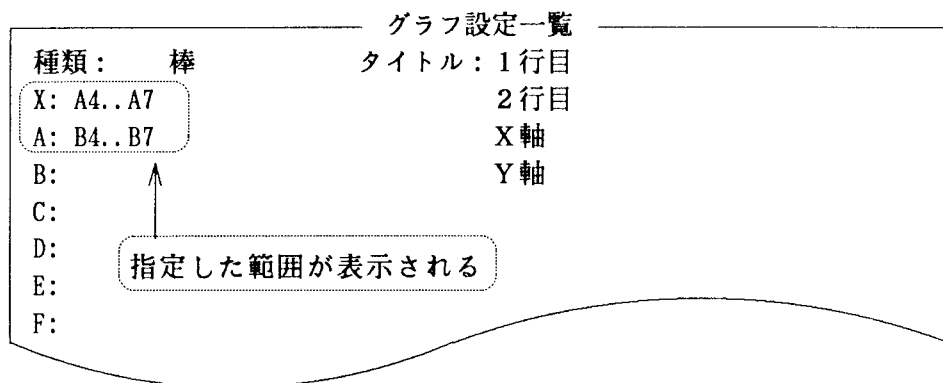 グラフ設定一覧
種類： 棒 タイトル：1行目
X: A4..A7 2行目
A: B4..B7 X軸
B: Y軸
C:
D:
指定した範囲が表示される
E:
F: